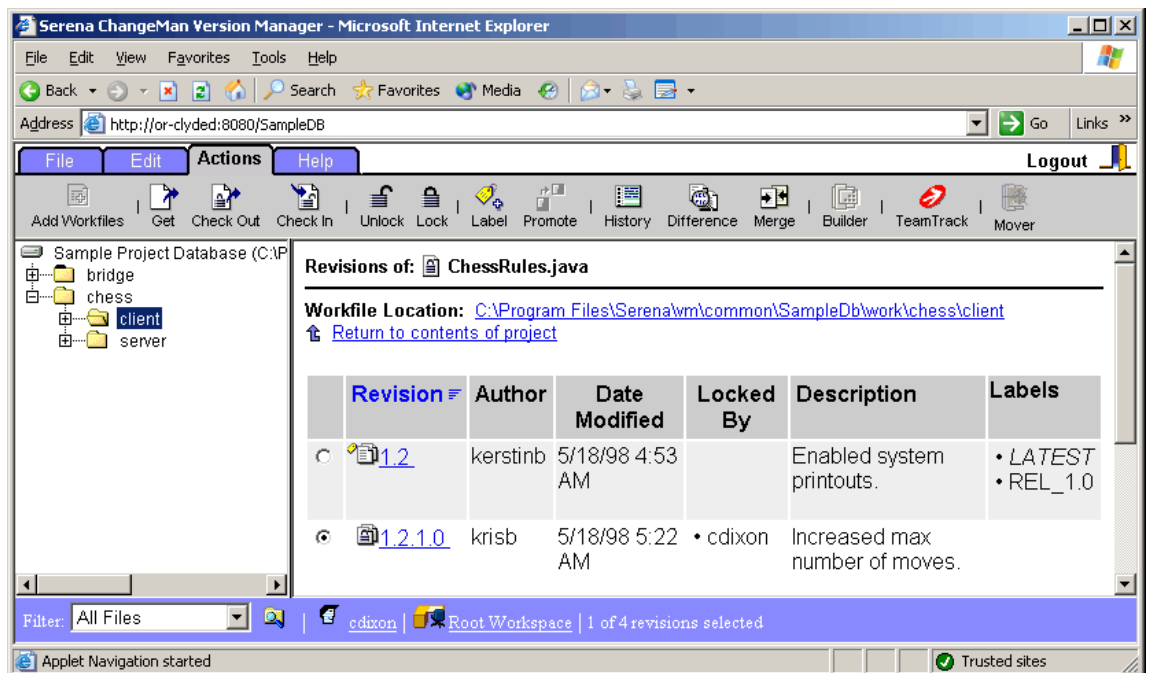 Serena ChangeMan Version Manager - Microsoft Internet Explorer
File Edit View Favorites Tools Help
Back Search Favorites Media
Address http://or-clyded:8080/SampleDB Go Links »
File Edit Actions Help Logout
Add Workfiles Get Check Out Check In Unlock Lock Label Promote History Difference Merge Builder TeamTrack Mover
Sample Project Database (C:\P
bridge
chess
client
server
Revisions of: ChessRules.java
Workfile Location: C:\Program Files\Serena\vm\common\SampleDb\work\chess\client
Return to contents of project
Revision Author Date Modified Locked By Description Labels
1.2 kerstinb 5/18/98 4:53 AM Enabled system printouts. • LATEST • REL_1.0
1.2.1.0 krisb 5/18/98 5:22 AM • cdixon Increased max number of moves.
Filter: All Files | cdixon | Root Workspace | 1 of 4 revisions selected
Applet Navigation started Trusted sites